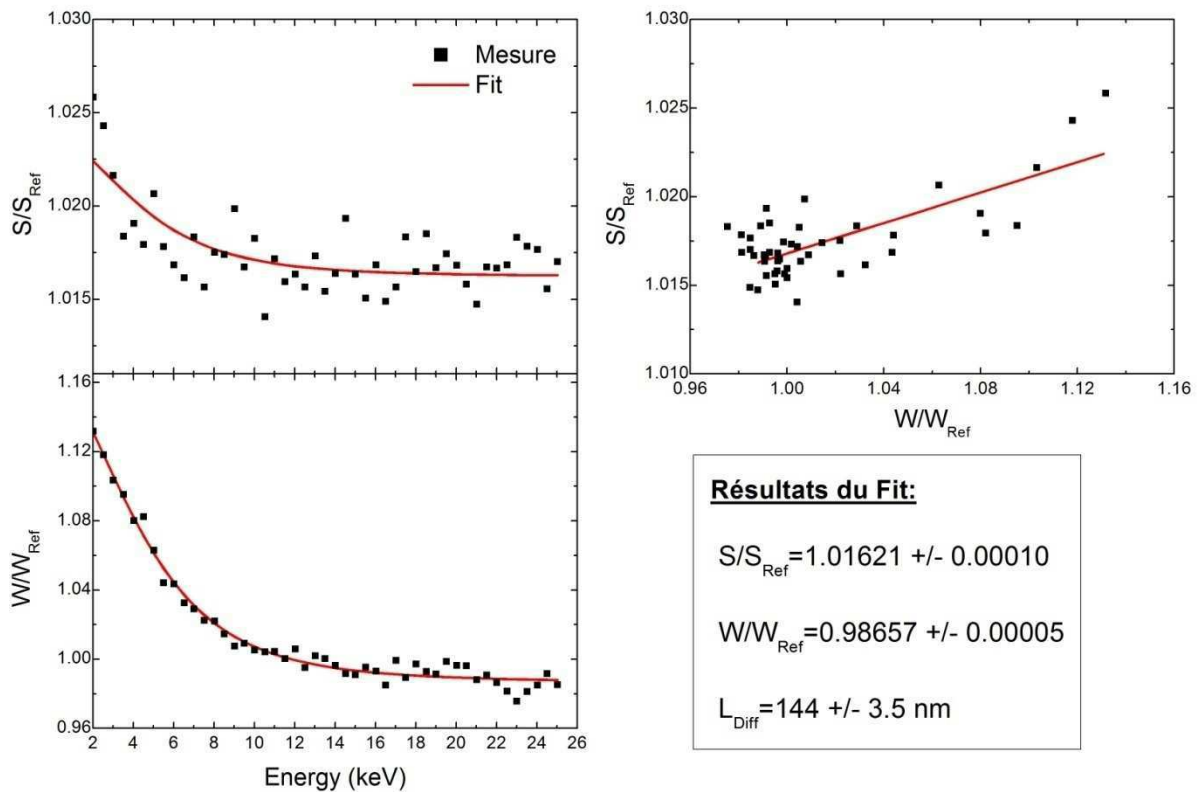 1.030
1.025
1.020
1.015
S/S_Ref
Mesure
Fit
1.16
1.12
1.08
1.04
1.00
0.96
W/W_Ref
2 4 6 8 10 12 14 16 18 20 22 24 26
Energy (keV)
1.030
1.025
1.020
1.015
1.010
S/S_Ref
0.96 1.00 1.04 1.08 1.12 1.16
W/W_Ref
Résultats du Fit:
S/S_Ref=1.01621 +/- 0.00010
W/W_Ref=0.98657 +/- 0.00005
L_Diff=144 +/- 3.5 nm